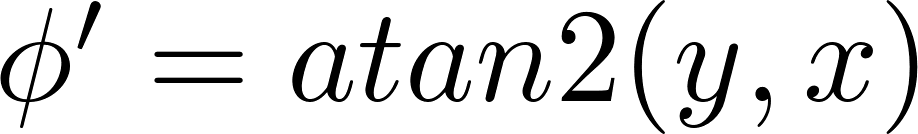 ϕ′ = atan2(y, x)